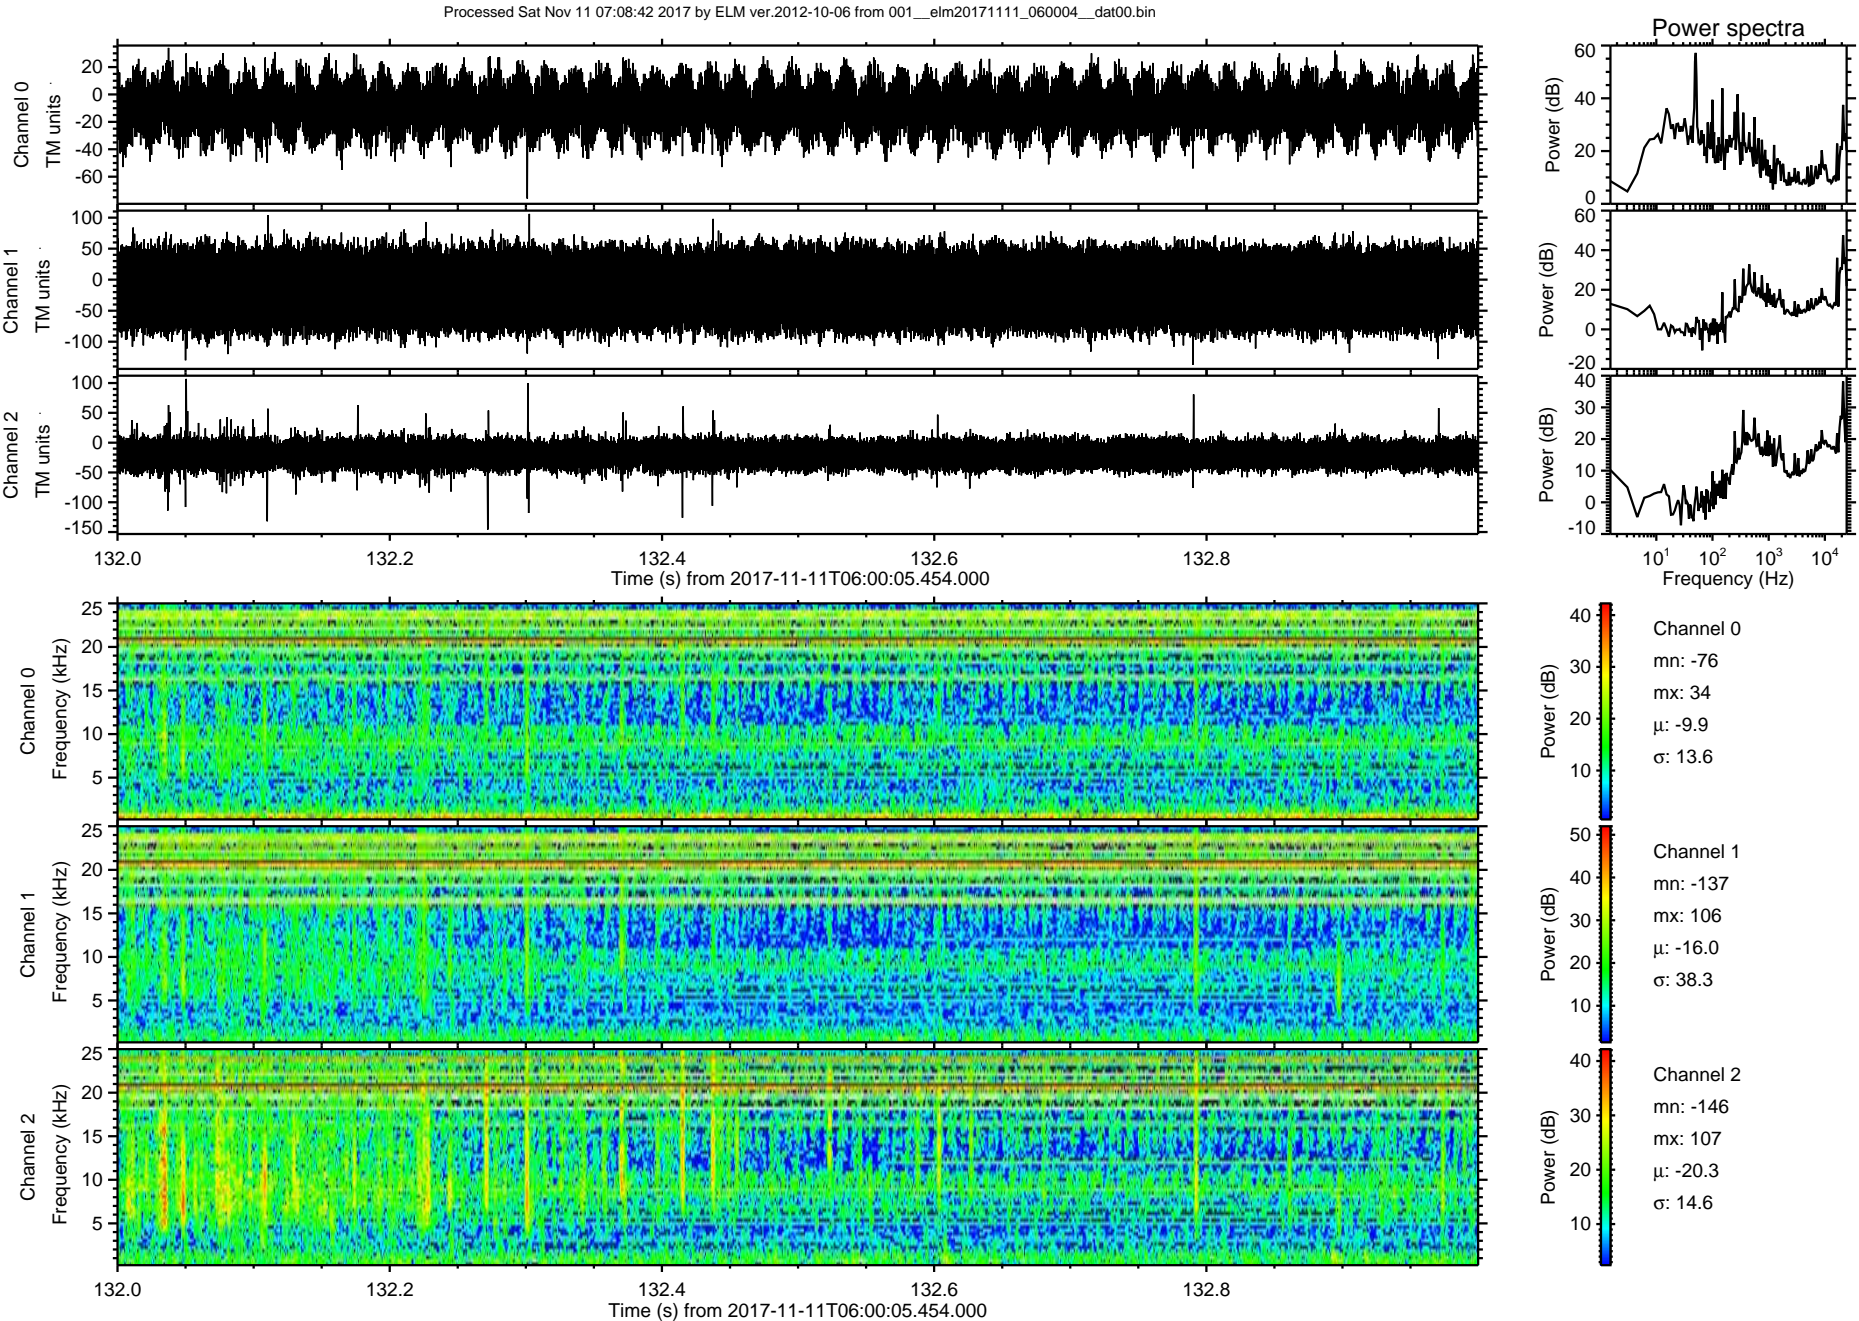 Processed Sat Nov 11 07:08:42 2017 by ELM ver.2012-10-06 from 001__elm20171111_060004__dat00.bin
Power spectra
Channel 0
TM units
20
0
-20
-40
-60
Power (dB)
60
40
20
0
Channel 1
TM units
100
50
0
-50
-100
Power (dB)
60
40
20
0
-20
Channel 2
TM units
100
50
0
-50
-100
-150
Power (dB)
40
30
20
10
0
-10
132.0
132.2
132.4
132.6
132.8
Time (s) from 2017-11-11T06:00:05.454.000
10^1
10^2
10^3
10^4
Frequency (Hz)
Channel 0
Frequency (kHz)
25
20
15
10
5
Power (dB)
40
30
20
10
Channel 0
mn: -76
mx: 34
μ: -9.9
σ: 13.6
Channel 1
Frequency (kHz)
25
20
15
10
5
Power (dB)
50
40
30
20
10
Channel 1
mn: -137
mx: 106
μ: -16.0
σ: 38.3
Channel 2
Frequency (kHz)
25
20
15
10
5
Power (dB)
40
30
20
10
Channel 2
mn: -146
mx: 107
μ: -20.3
σ: 14.6
132.0
132.2
132.4
132.6
132.8
Time (s) from 2017-11-11T06:00:05.454.000